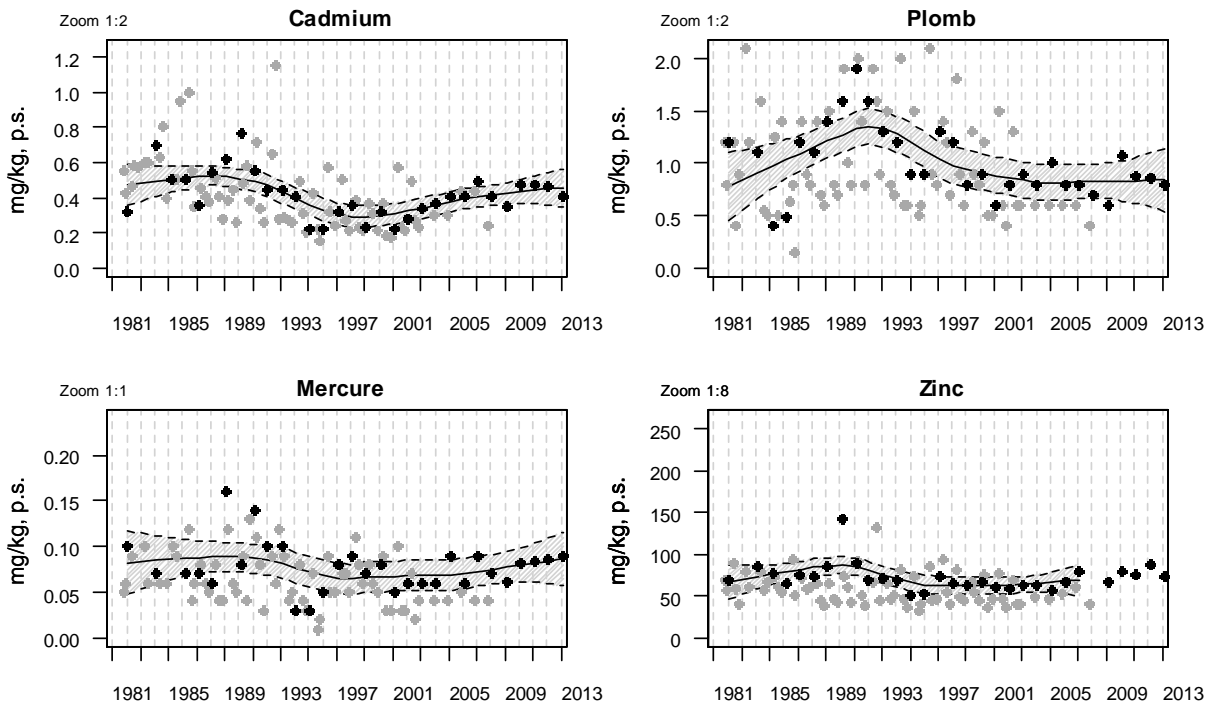 Zoom 1:2
Cadmium
mg/kg, p.s.
1.2
1.0
0.8
0.6
0.4
0.2
0.0
1981 1985 1989 1993 1997 2001 2005 2009 2013
Zoom 1:2
Plomb
mg/kg, p.s.
2.0
1.5
1.0
0.5
0.0
1981 1985 1989 1993 1997 2001 2005 2009 2013
Zoom 1:1
Mercure
mg/kg, p.s.
0.20
0.15
0.10
0.05
0.00
1981 1985 1989 1993 1997 2001 2005 2009 2013
Zoom 1:8
Zinc
mg/kg, p.s.
250
200
150
100
50
0
1981 1985 1989 1993 1997 2001 2005 2009 2013